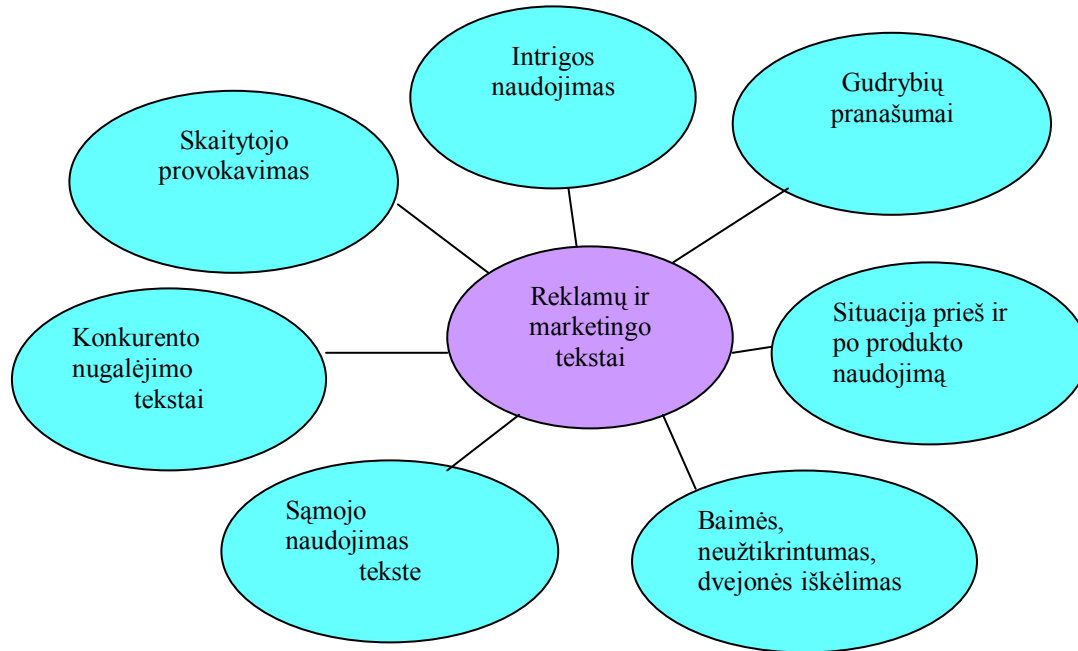 Intrigos
naudojimas
Gudrybių
pranašumai
Skaitytojo
provokavimas
Reklamų ir
marketingo
tekstai
Situacija prieš ir
po produkto
naudojimą
Konkurento
nugalėjimo
tekstai
Sąmojo
naudojimas
tekste
Baimės,
neužtikrintumas,
dvejonės iškėlimas